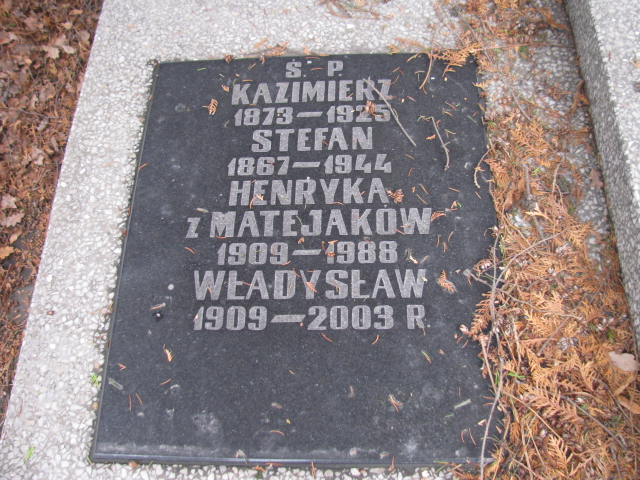 Ś. P.
KAZIMIERZ
1873—1925
STEFAN
1867—1944
HENRYKA
z MATEJAKÓW
1909—1988
WŁADYSŁAW
1909—2003 R